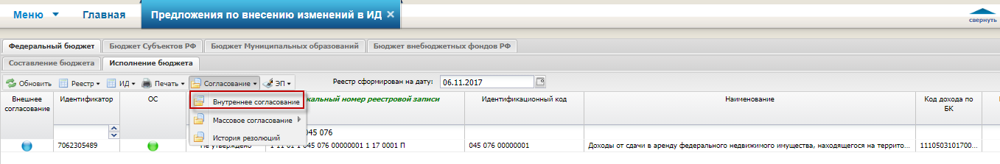 Меню Главная Предложения по внесению изменений в ИД
свернуть
Федеральный бюджет Бюджет Субъектов РФ Бюджет Муниципальных образований Бюджет внебюджетных фондов РФ
Составление бюджета Исполнение бюджета
Обновить Реестр ИД Печать Согласование ЭП Реестр сформирован на дату: 06.11.2017
Внешнее согласование Идентификатор ОС кальный номер реестровой записи Идентификационный код Наименование Код дохода по БК
Внутреннее согласование
Массовое согласование
История резолюций
045 076
7062305489 Не утверждено 1 11 01 1 045 076 00000001 1 17 0001 П 045 076 00000001 Доходы от сдачи в аренду федерального недвижимого имущества, находящегося на террито... 1110503101700...